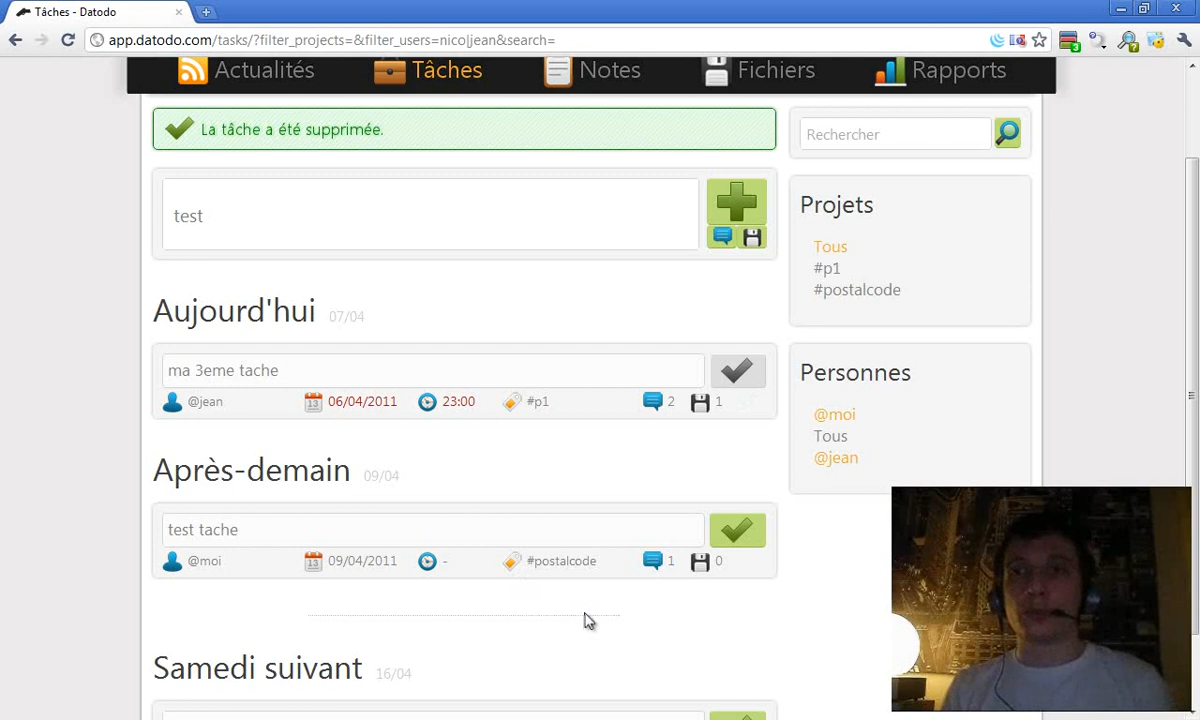 Tâches - Datodo
app.datodo.com/tasks/?filter_projects=&filter_users=nico|jean&search=
Actualités Tâches Notes Fichiers Rapports
La tâche a été supprimée.
Rechercher
test
Projets
Tous
#p1
#postalcode
Aujourd'hui 07/04
ma 3eme tache
@jean 13 06/04/2011 23:00 #p1 2 1
Personnes
@moi
Tous
@jean
Après-demain 09/04
test tache
@moi 13 09/04/2011 - #postalcode 1 0
Samedi suivant 16/04